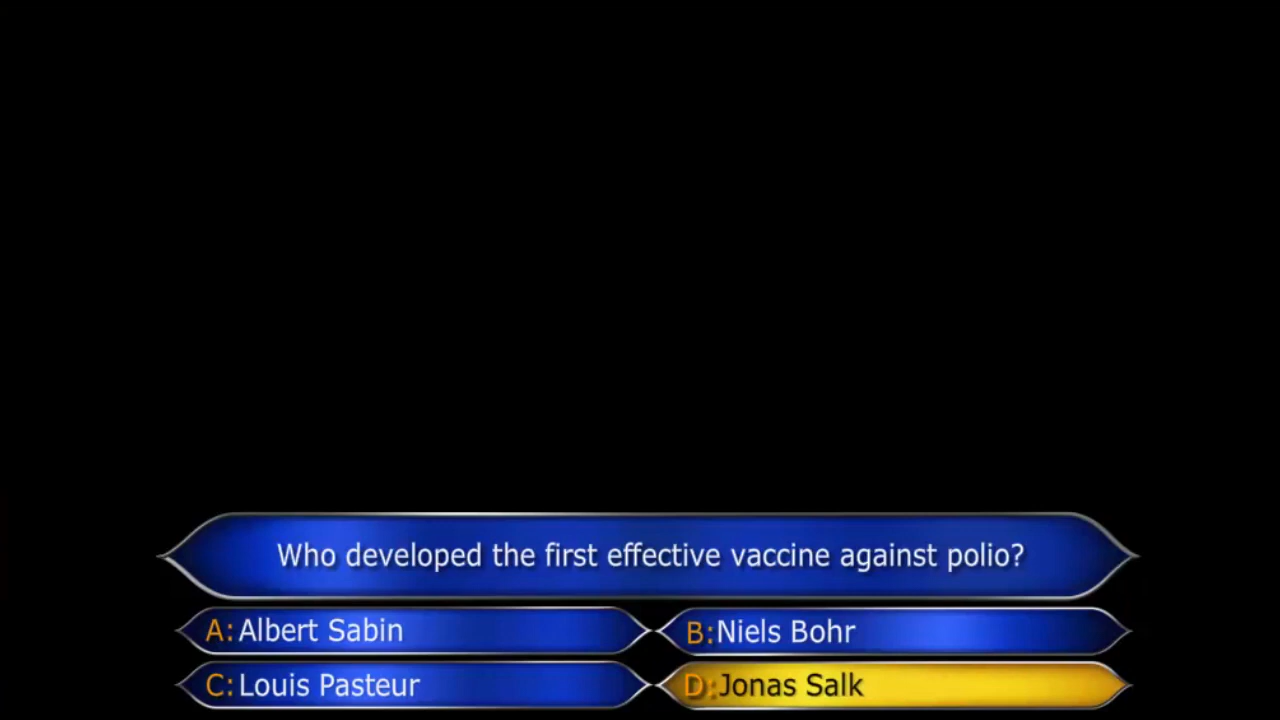 Who developed the first effective vaccine against polio?
A: Albert Sabin
B: Niels Bohr
C: Louis Pasteur
D: Jonas Salk